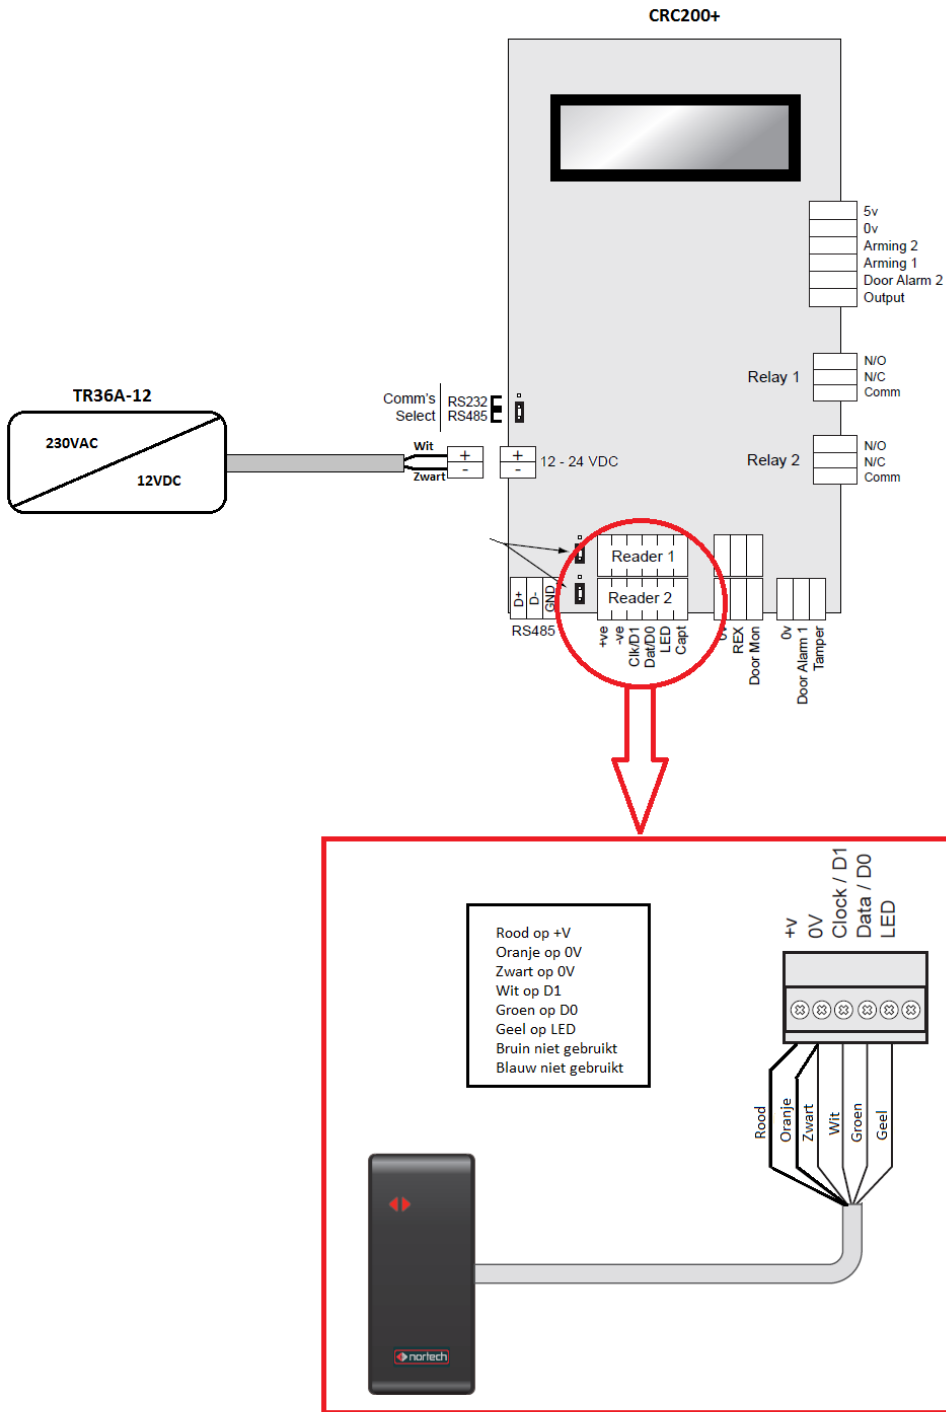 CRC200+
5v
0v
Arming 2
Arming 1
Door Alarm 2
Output
Relay 1
N/O
N/C
Comm
TR36A-12
230VAC
12VDC
Comm's
Select
RS232
RS485
Wit
Zwart
+
-
+
-
12 - 24 VDC
Relay 2
N/O
N/C
Comm
Reader 1
Reader 2
D+
D-
GND
RS485
+ve
-ve
Clk/D1
Dat/D0
LED
Capt
0v
REX
Door Mon
0v
Door Alarm 1
Tamper
+v
0V
Clock / D1
Data / D0
LED
Rood op +V
Oranje op 0V
Zwart op 0V
Wit op D1
Groen op D0
Geel op LED
Bruin niet gebruikt
Blauw niet gebruikt
Rood
Oranje
Zwart
Wit
Groen
Geel
nortech